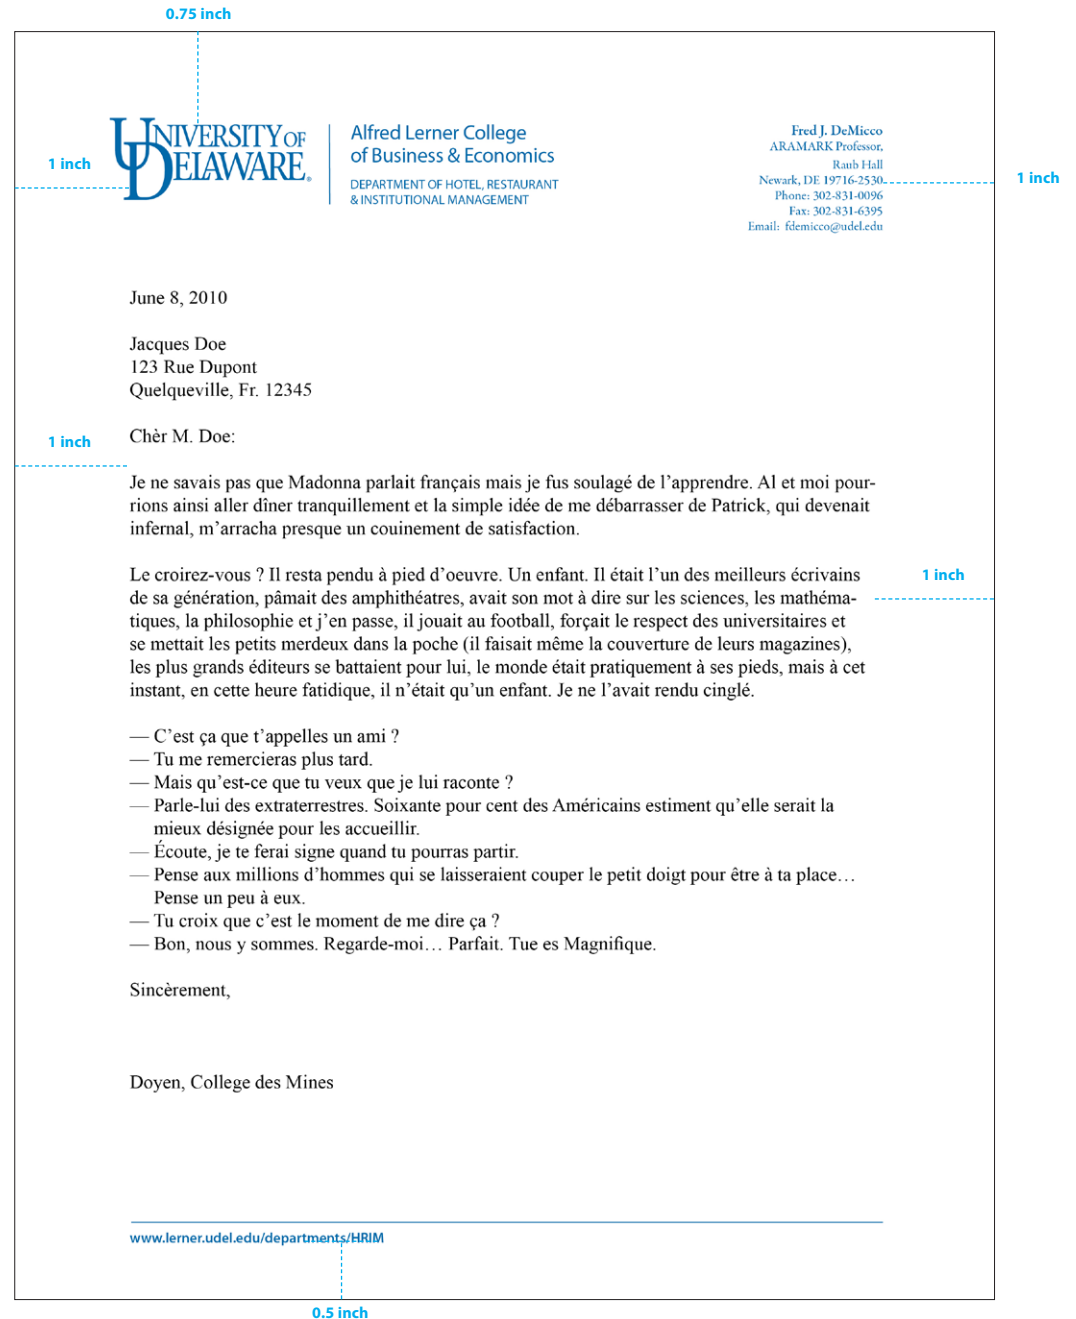 0.75 inch
UNIVERSITY OF
DELAWARE®
Alfred Lerner College
of Business & Economics
DEPARTMENT OF HOTEL, RESTAURANT
& INSTITUTIONAL MANAGEMENT
Fred J. DeMicco
ARAMARK Professor,
Raub Hall
Newark, DE 19716-2530
Phone: 302-831-0096
Fax: 302-831-6395
Email: fdemicco@udel.edu
1 inch
1 inch
June 8, 2010
Jacques Doe
123 Rue Dupont
Quelqueville, Fr. 12345
1 inch
Chèr M. Doe:
Je ne savais pas que Madonna parlait français mais je fus soulagé de l’apprendre. Al et moi pour-
rions ainsi aller dîner tranquillement et la simple idée de me débarrasser de Patrick, qui devenait
infernal, m’arracha presque un couinement de satisfaction.
Le croirez-vous ? Il resta pendu à pied d’oeuvre. Un enfant. Il était l’un des meilleurs écrivains
de sa génération, pâmait des amphithéatres, avait son mot à dire sur les sciences, les mathéma-
tiques, la philosophie et j’en passe, il jouait au football, forçait le respect des universitaires et
se mettait les petits merdeux dans la poche (il faisait même la couverture de leurs magazines),
les plus grands éditeurs se battaient pour lui, le monde était pratiquement à ses pieds, mais à cet
instant, en cette heure fatidique, il n’était qu’un enfant. Je ne l’avait rendu cinglé.
1 inch
— C’est ça que t’appelles un ami ?
— Tu me remercieras plus tard.
— Mais qu’est-ce que tu veux que je lui raconte ?
— Parle-lui des extraterrestres. Soixante pour cent des Américains estiment qu’elle serait la
mieux désignée pour les accueillir.
— Écoute, je te ferai signe quand tu pourras partir.
— Pense aux millions d’hommes qui se laisseraient couper le petit doigt pour être à ta place…
Pense un peu à eux.
— Tu croix que c’est le moment de me dire ça ?
— Bon, nous y sommes. Regarde-moi… Parfait. Tue es Magnifique.
Sincèrement,
Doyen, College des Mines
www.lerner.udel.edu/departments/HRIM
0.5 inch